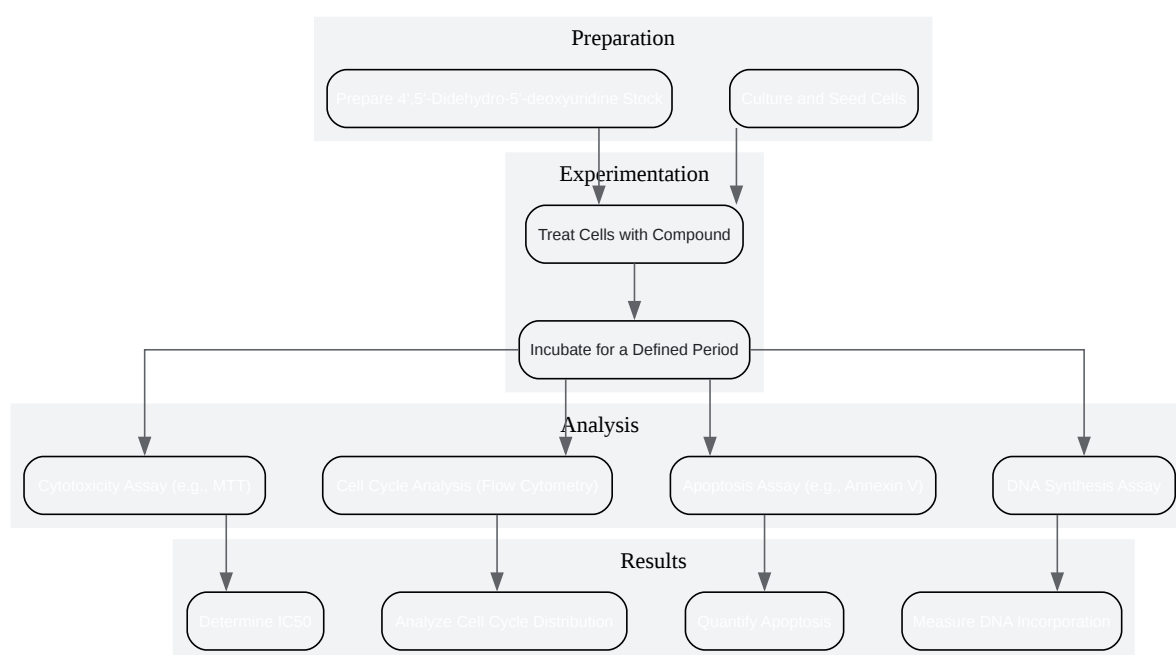 Preparation
Prepare 4',5'-Didehydro-5'-deoxyuridine Stock
Culture and Seed Cells
Experimentation
Treat Cells with Compound
Incubate for a Defined Period
Analysis
Cytotoxicity Assay (e.g., MTT)
Cell Cycle Analysis (Flow Cytometry)
Apoptosis Assay (e.g., Annexin V)
DNA Synthesis Assay
Results
Determine IC50
Analyze Cell Cycle Distribution
Quantify Apoptosis
Measure DNA Incorporation